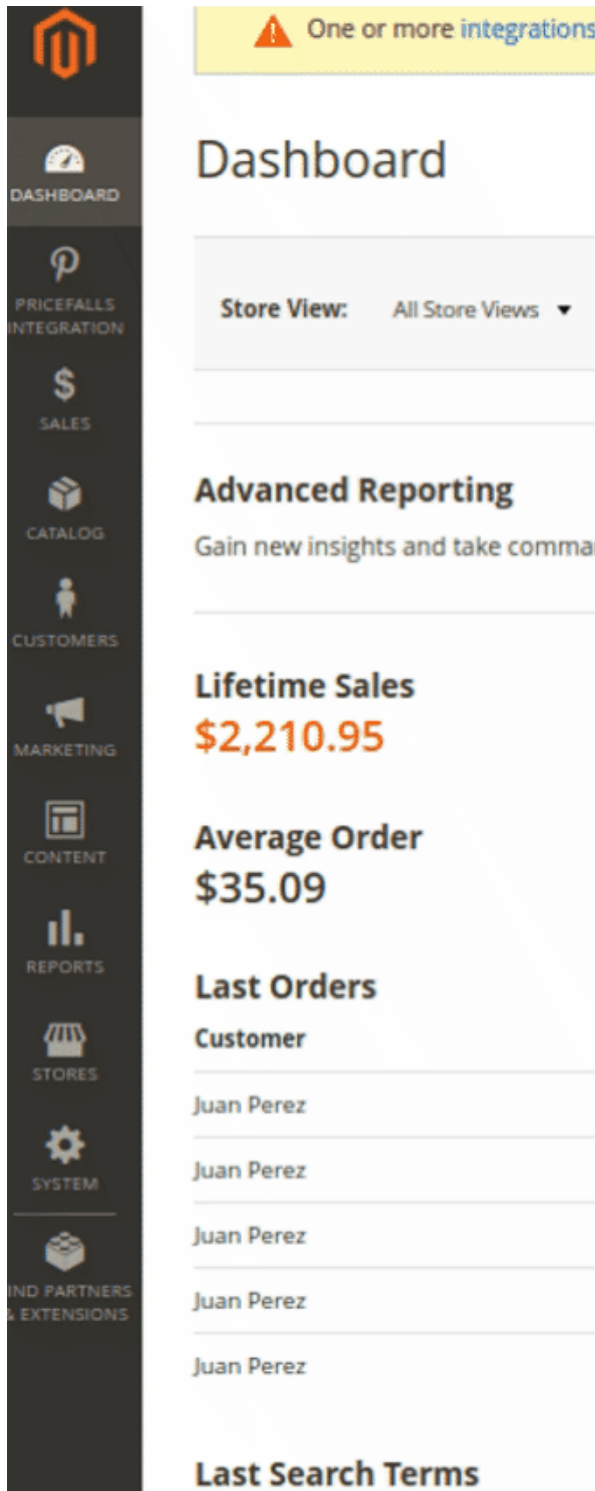 One or more integrations
Dashboard
DASHBOARD
PRICEFALLS
INTEGRATION
Store View: All Store Views
SALES
CATALOG
Advanced Reporting
Gain new insights and take
CUSTOMERS
Lifetime Sales
$2,210.95
MARKETING
Average Order
$35.09
CONTENT
REPORTS
Last Orders
Customer
STORES
Juan Perez
Juan Perez
SYSTEM
Juan Perez
PARTNERS
& EXTENSIONS
Juan Perez
Juan Perez
Last Search Terms